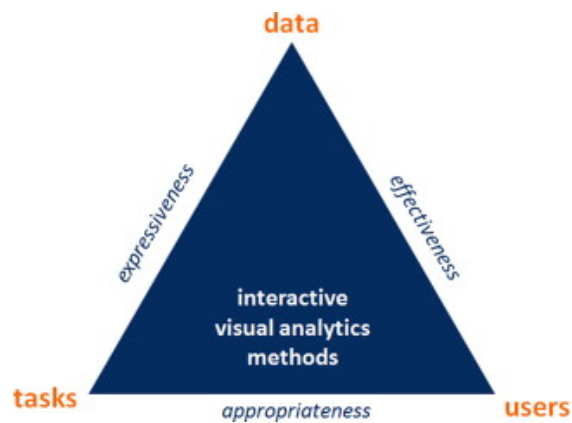 data
expressiveness
effectiveness
interactive
visual analytics
methods
tasks
appropriateness
users